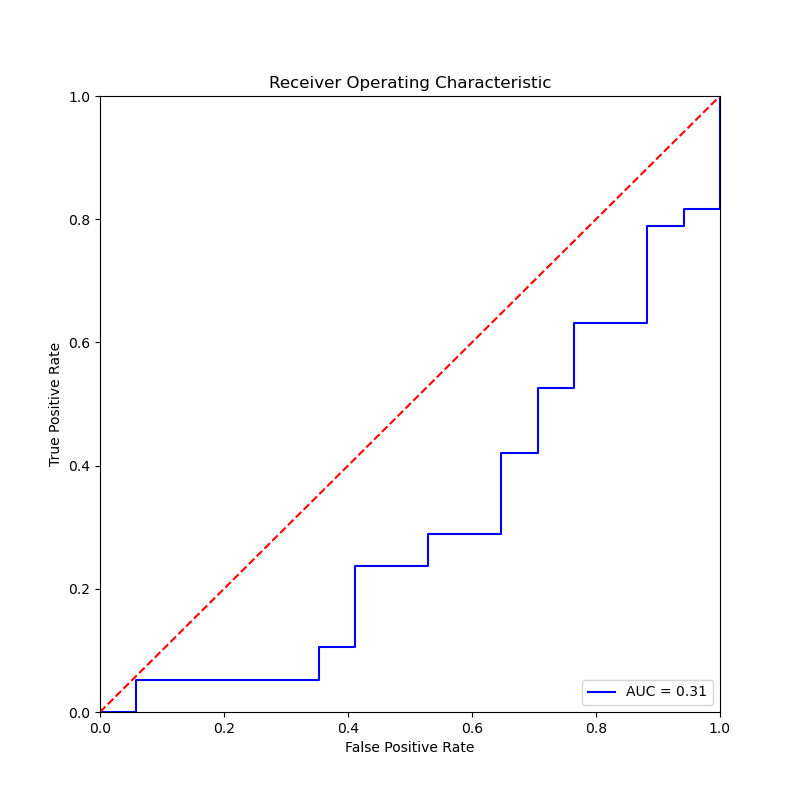 Receiver Operating Characteristic
1.0
0.8
0.6
0.4
0.2
0.0
True Positive Rate
AUC = 0.31
0.0 0.2 0.4 0.6 0.8 1.0
False Positive Rate